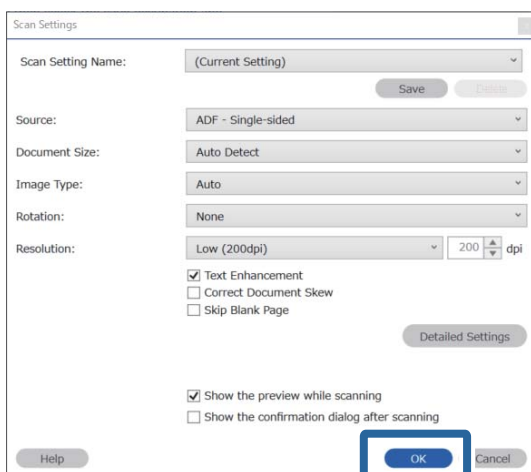 Scan Settings
Scan Setting Name: (Current Setting)
Save Delete
Source: ADF - Single-sided
Document Size: Auto Detect
Image Type: Auto
Rotation: None
Resolution: Low (200dpi) 200 dpi
Text Enhancement
Correct Document Skew
Skip Blank Page
Detailed Settings
Show the preview while scanning
Show the confirmation dialog after scanning
Help OK Cancel